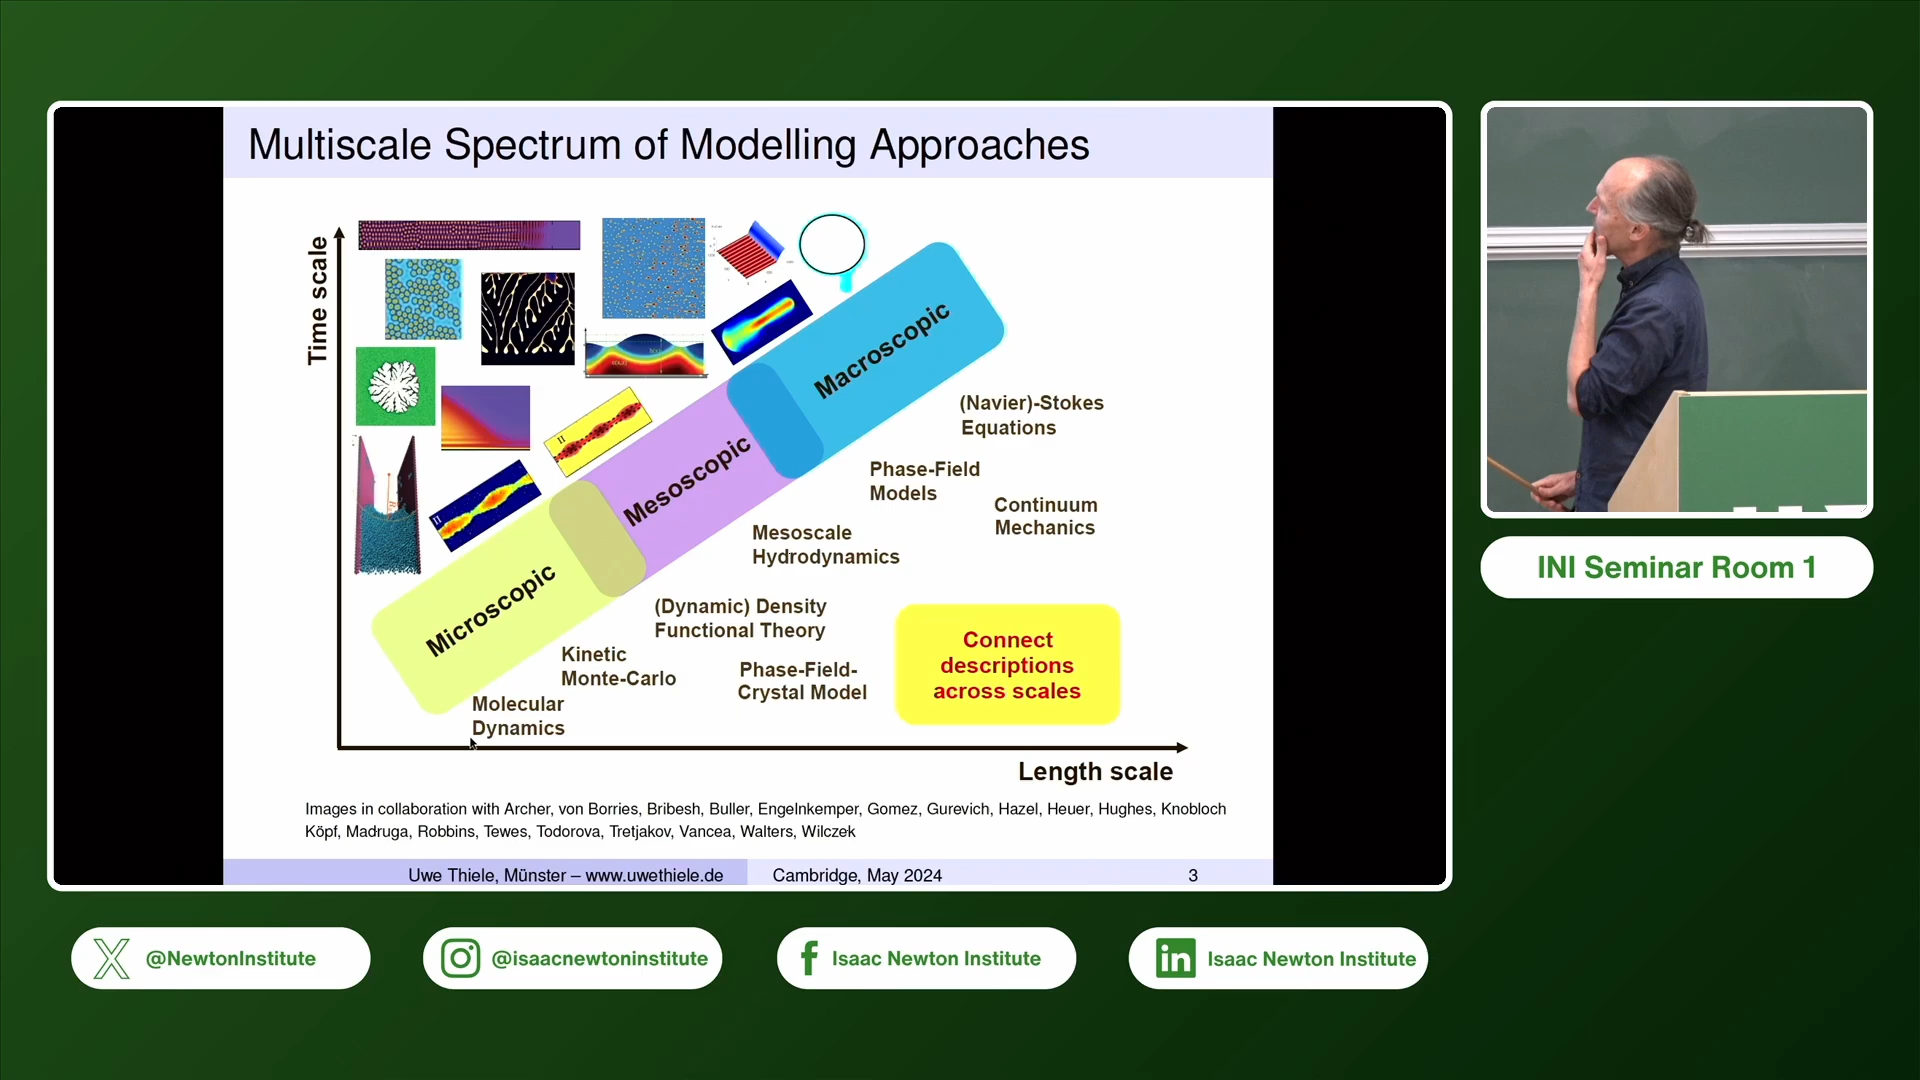 Multiscale Spectrum of Modelling Approaches
Time scale
Macroscopic
Mesoscopic
Microscopic
II
II
(Navier)-Stokes
Equations
Phase-Field
Models
Continuum
Mechanics
Mesoscale
Hydrodynamics
(Dynamic) Density
Functional Theory
Kinetic
Monte-Carlo
Phase-Field-
Crystal Model
Molecular
Dynamics
Connect
descriptions
across scales
Length scale
Images in collaboration with Archer, von Borries, Bribesh, Buller, Engelnkemper, Gomez, Gurevich, Hazel, Heuer, Hughes, Knobloch
Köpf, Madruga, Robbins, Tewes, Todorova, Tretjakov, Vancea, Walters, Wilczek
Uwe Thiele, Münster – www.uwethiele.de
Cambridge, May 2024
3
INI Seminar Room 1
@NewtonInstitute
@isaacnewtoninstitute
Isaac Newton Institute
Isaac Newton Institute